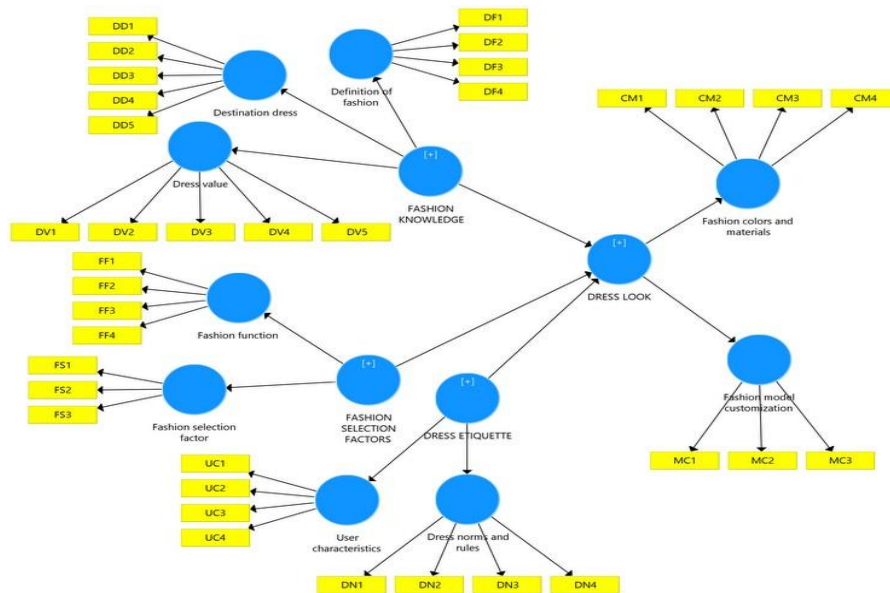 DD1
DD2
DD3
DD4
DD5
Destination dress
DF1
DF2
DF3
DF4
Definition of
fashion
CM1
CM2
CM3
CM4
Fashion colors and
materials
Dress value
DV1
DV2
DV3
DV4
DV5
[+]
FASHION
KNOWLEDGE
[+]
DRESS LOOK
FF1
FF2
FF3
FF4
Fashion function
FS1
FS2
FS3
Fashion selection
factor
[+]
FASHION
SELECTION
FACTORS
[+]
DRESS ETIQUETTE
Fashion model
customization
MC1
MC2
MC3
UC1
UC2
UC3
UC4
User
characteristics
Dress norms and
rules
DN1
DN2
DN3
DN4